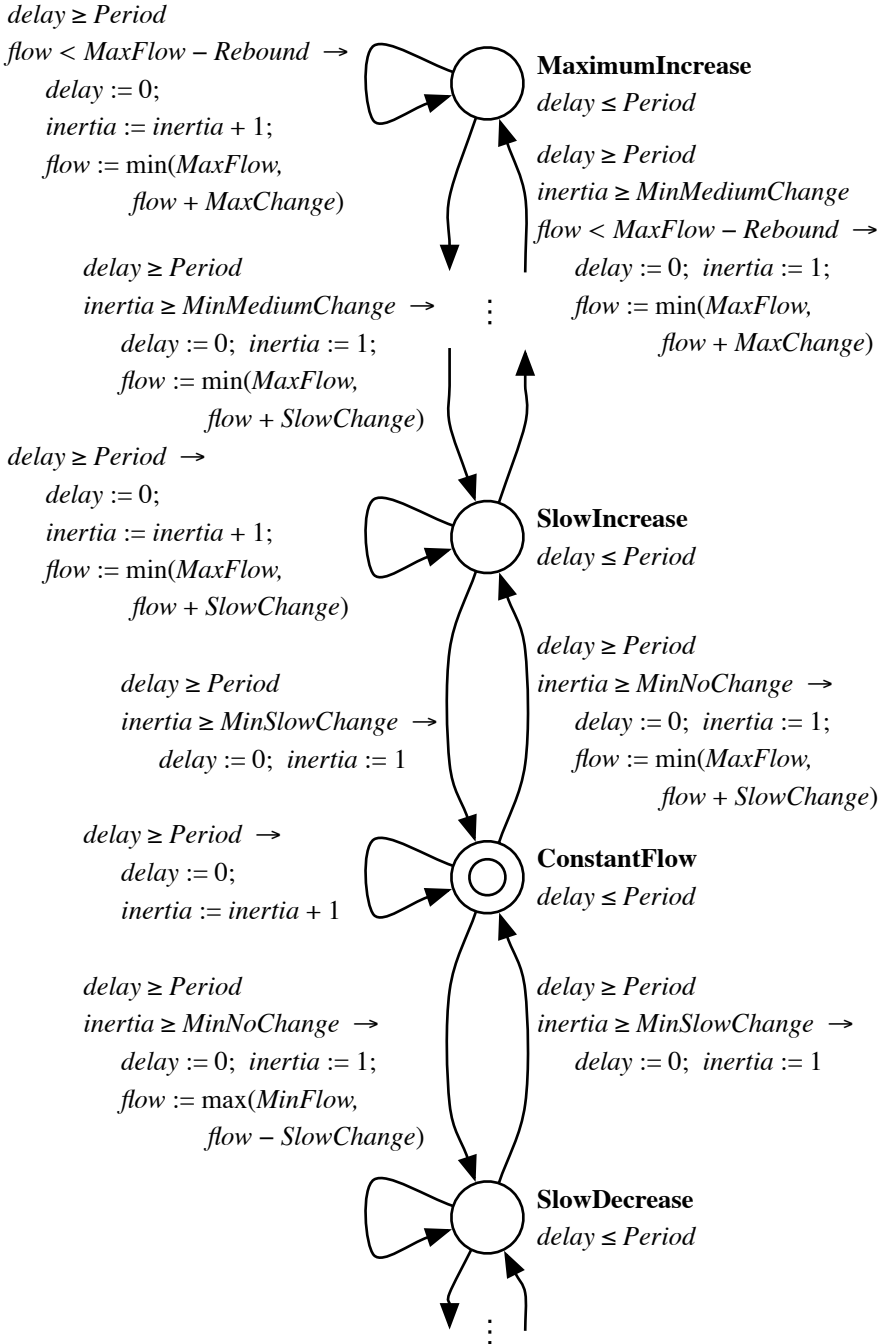 delay ≥ Period
flow < MaxFlow − Rebound →
delay := 0;
inertia := inertia + 1;
flow := min(MaxFlow,
flow + MaxChange)
MaximumIncrease
delay ≤ Period
delay ≥ Period
inertia ≥ MinMediumChange
flow < MaxFlow − Rebound →
delay := 0; inertia := 1;
flow := min(MaxFlow,
flow + MaxChange)
delay ≥ Period
inertia ≥ MinMediumChange →
delay := 0; inertia := 1;
flow := min(MaxFlow,
flow + SlowChange)
⋮
delay ≥ Period →
delay := 0;
inertia := inertia + 1;
flow := min(MaxFlow,
flow + SlowChange)
SlowIncrease
delay ≤ Period
delay ≥ Period
inertia ≥ MinNoChange →
delay := 0; inertia := 1;
flow := min(MaxFlow,
flow + SlowChange)
delay ≥ Period
inertia ≥ MinSlowChange →
delay := 0; inertia := 1
delay ≥ Period →
delay := 0;
inertia := inertia + 1
ConstantFlow
delay ≤ Period
delay ≥ Period
inertia ≥ MinNoChange →
delay := 0; inertia := 1;
flow := max(MinFlow,
flow − SlowChange)
delay ≥ Period
inertia ≥ MinSlowChange →
delay := 0; inertia := 1
SlowDecrease
delay ≤ Period
⋮